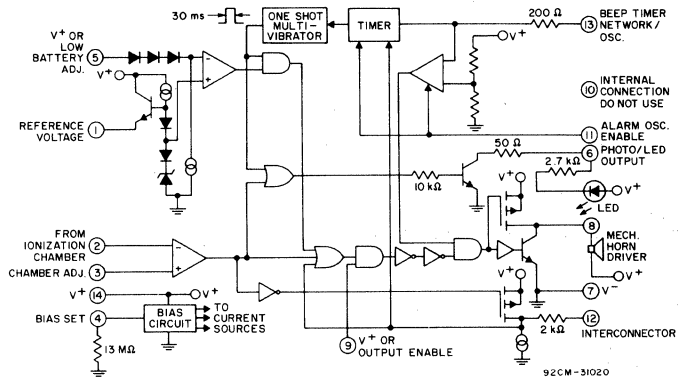 30 ms
ONE SHOT
MULTI-
VIBRATOR
TIMER
200 Ω
13
BEEP TIMER
NETWORK/
OSC.
V+ OR
LOW
BATTERY
ADJ.
5
V+
-
+
V+
10
INTERNAL
CONNECTION
DO NOT USE
REFERENCE
VOLTAGE
1
11
ALARM OSC.
ENABLE
50 Ω
6
PHOTO/LED
OUTPUT
2.7 kΩ
10 kΩ
V+
LED
V+
FROM
IONIZATION
CHAMBER
2
-
8
MECH.
HORN
DRIVER
CHAMBER ADJ.
3
+
V+
V+
14
V+
V+
7
V-
BIAS SET
4
BIAS
CIRCUIT
TO
CURRENT
SOURCES
2 kΩ
12
INTERCONNECTOR
13 MΩ
9
V+ OR
OUTPUT ENABLE
92CM-31020